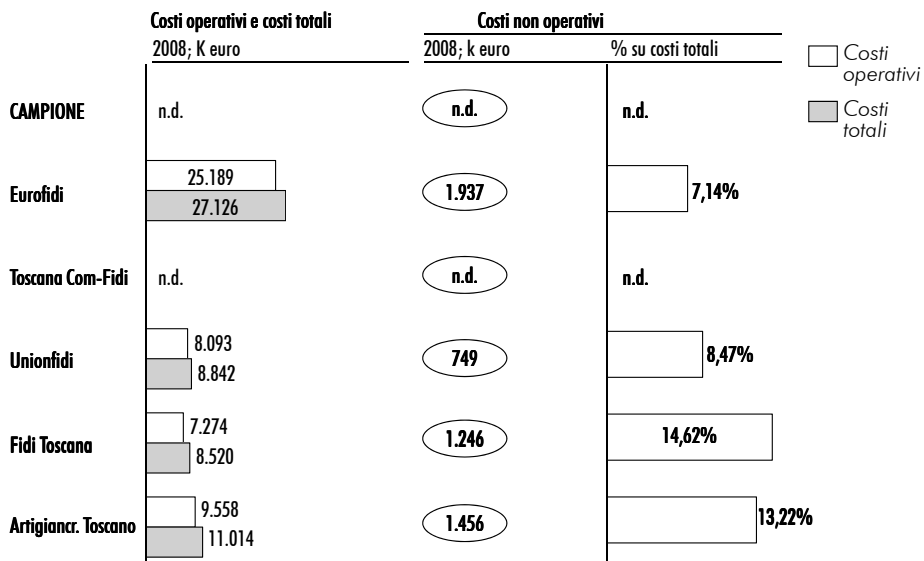 Costi operativi e costi totali
Costi non operativi
2008; K euro
2008; k euro
% su costi totali
Costi
operativi
Costi
totali
CAMPIONE
n.d.
n.d.
n.d.
Eurofidi
25.189
27.126
1.937
7,14%
Toscana Com-Fidi
n.d.
n.d.
n.d.
Unionfidi
8.093
8.842
749
8,47%
Fidi Toscana
7.274
8.520
1.246
14,62%
Artigiancr. Toscano
9.558
11.014
1.456
13,22%